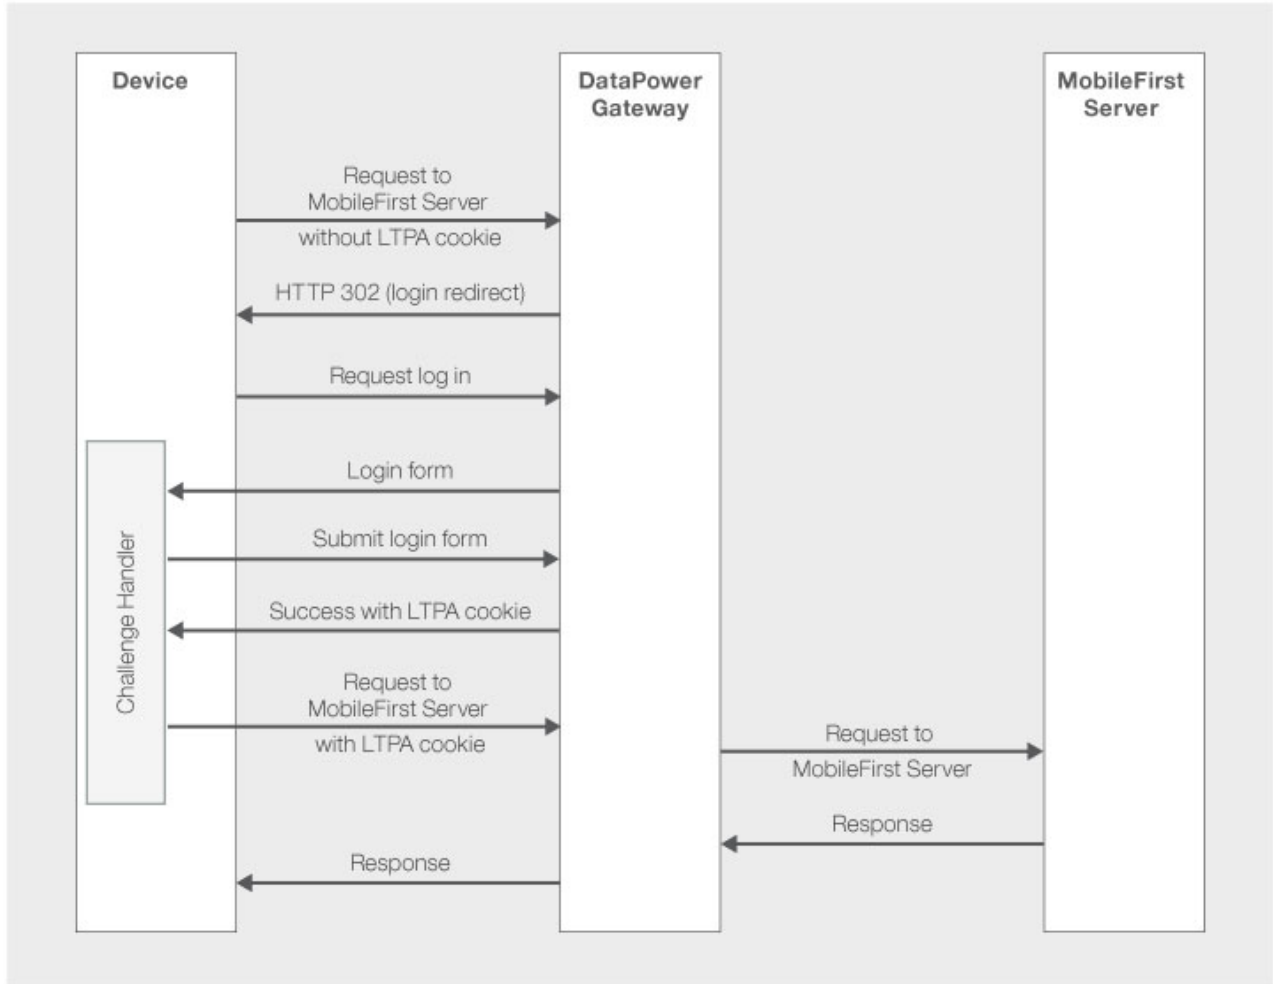 Device
DataPower
Gateway
MobileFirst
Server
Request to
MobileFirst Server
without LTPA cookie
HTTP 302 (login redirect)
Request log in
Login form
Submit login form
Success with LTPA cookie
Challenge Handler
Request to
MobileFirst Server
with LTPA cookie
Request to
MobileFirst Server
Response
Response